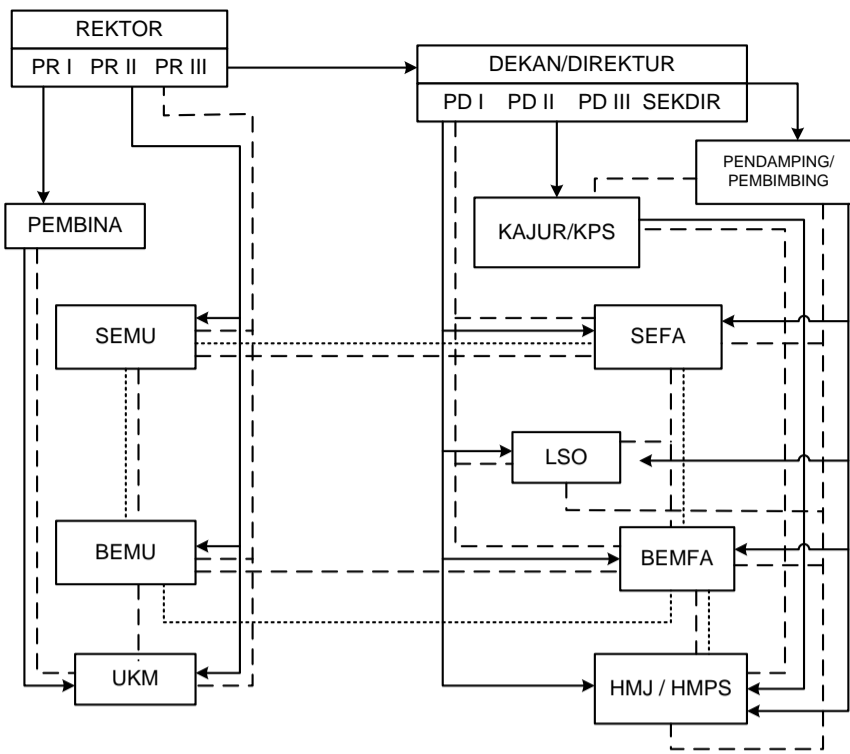 REKTOR
PR I PR II PR III
DEKAN/DIREKTUR
PD I PD II PD III SEKDIR
PENDAMPING/
PEMBIMBING
PEMBINA
KAJUR/KPS
SEMU
SEFA
LSO
BEMU
BEMFA
UKM
HMJ / HMPS